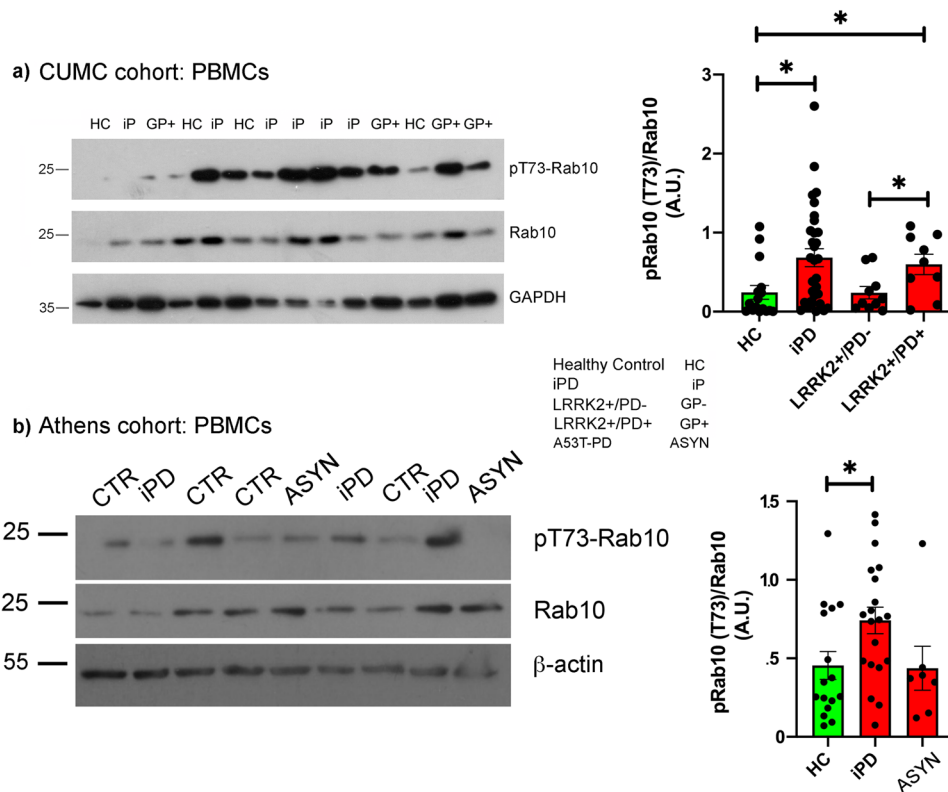 a) CUMC cohort: PBMCs
HC iP GP+ HC iP HC iP iP iP iP GP+ HC GP+ GP+
25
pT73-Rab10
25
Rab10
35
GAPDH
*
*
*
pRab10 (T73)/Rab10
(A.U.)
3
2
1
0
HC
iPD
LRRK2+/PD-
LRRK2+/PD+
Healthy Control HC
iPD iP
LRRK2+/PD- GP-
LRRK2+/PD+ GP+
A53T-PD ASYN
b) Athens cohort: PBMCs
CTR iPD CTR CTR ASYN iPD CTR iPD ASYN
25
pT73-Rab10
25
Rab10
55
β-actin
*
pRab10 (T73)/Rab10
(A.U.)
1.5
1.0
.5
0
HC
iPD
ASYN